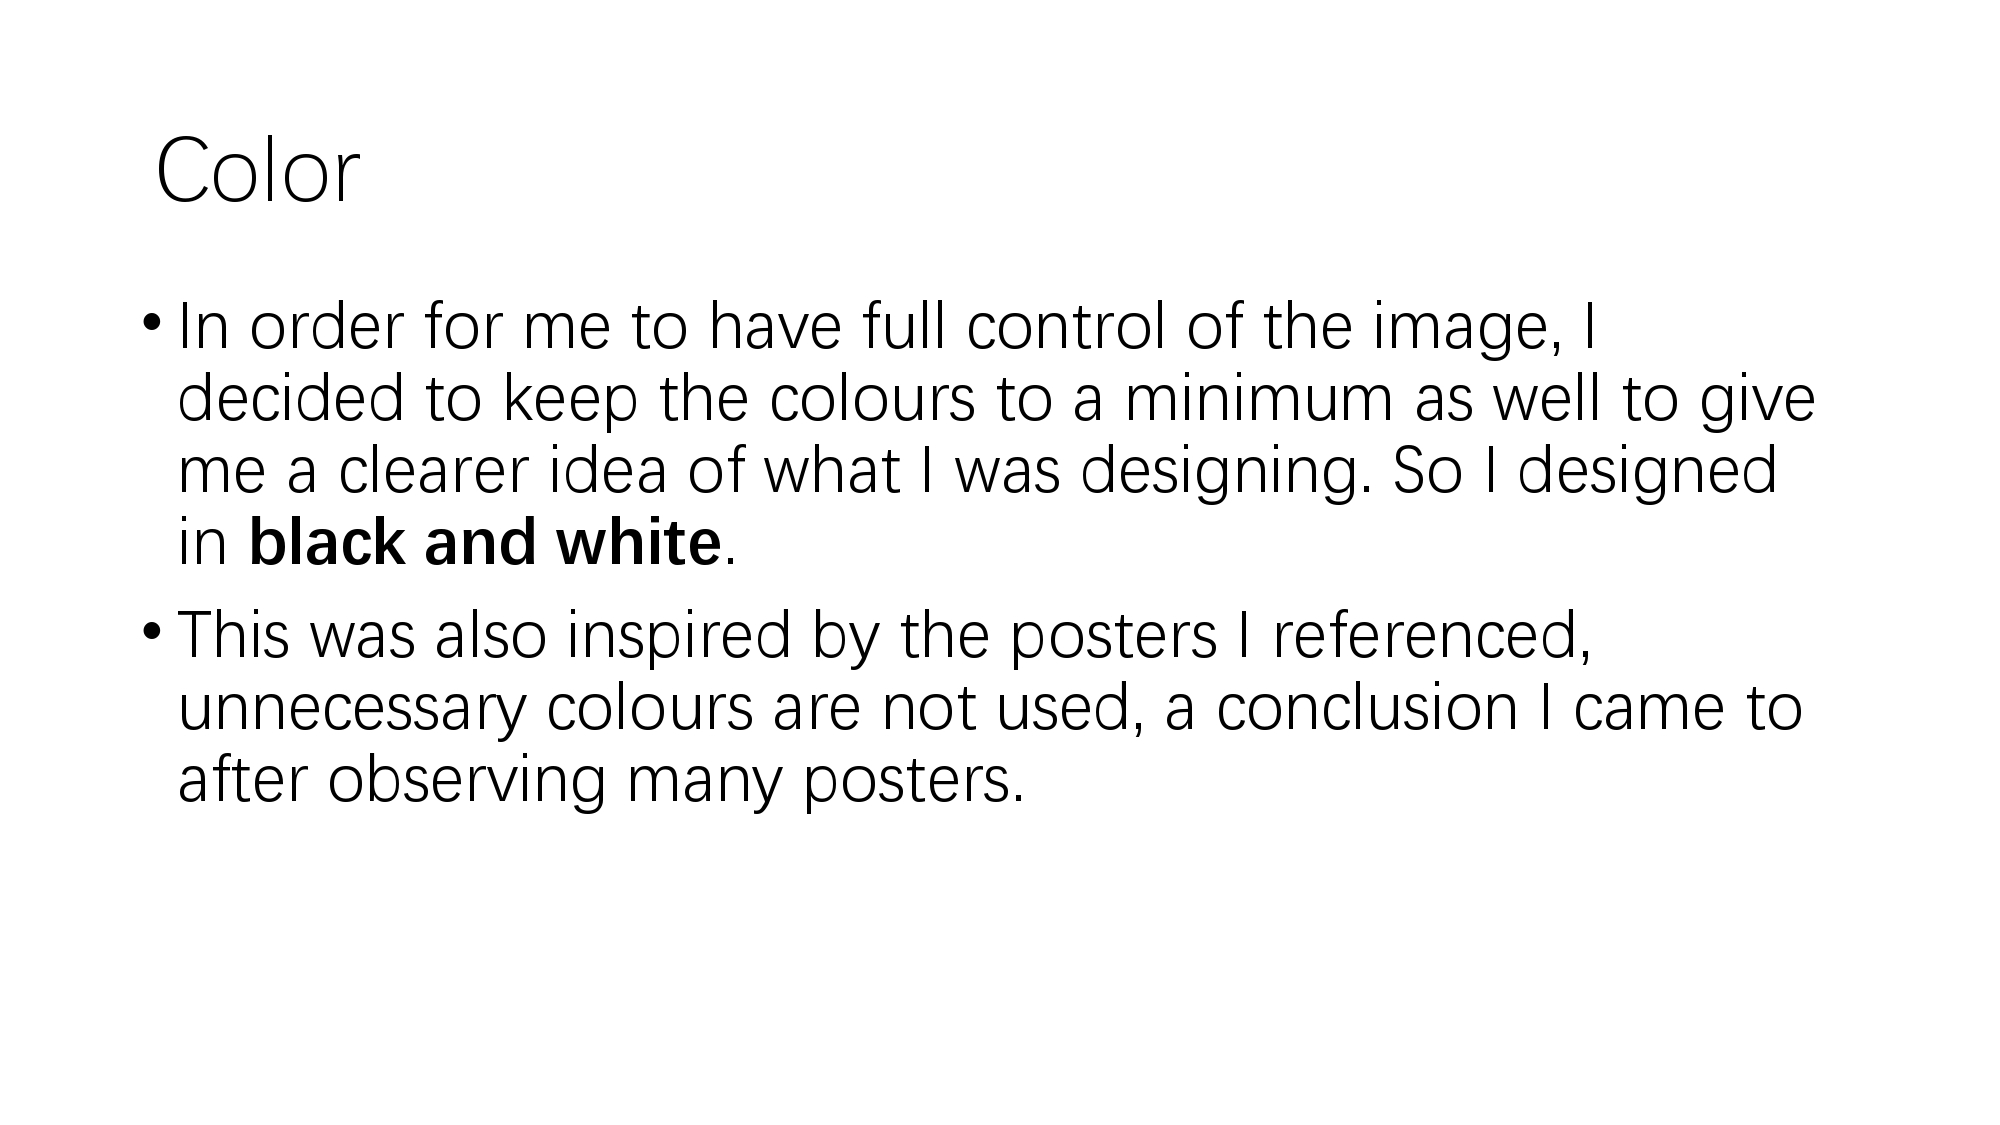 Color
• In order for me to have full control of the image, I
decided to keep the colours to a minimum as well to give
me a clearer idea of what I was designing. So I designed
in black and white.
• This was also inspired by the posters I referenced,
unnecessary colours are not used, a conclusion I came to
after observing many posters.